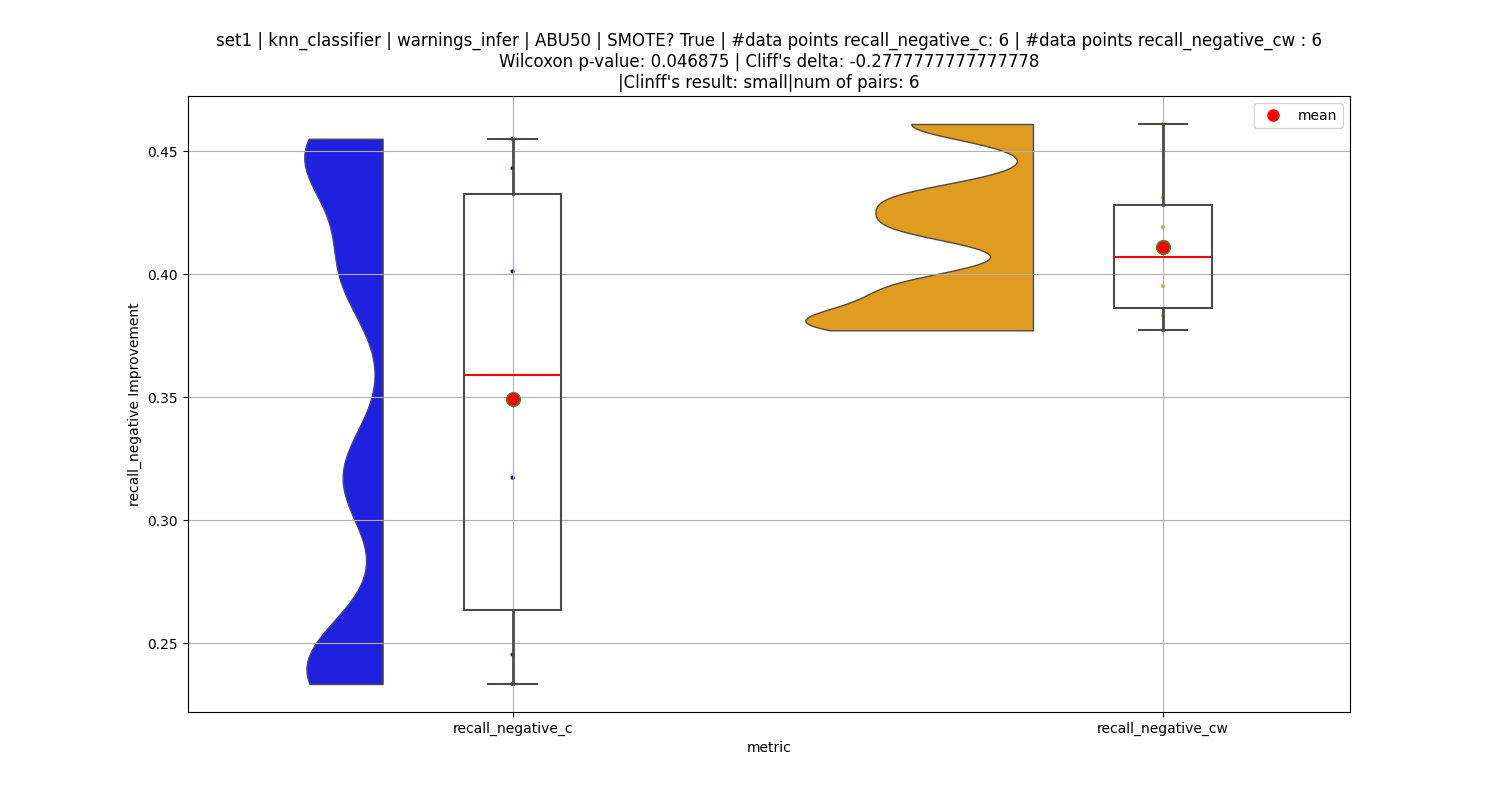 set1 | knn_classifier | warnings_infer | ABU50 | SMOTE? True | #data points recall_negative_c: 6 | #data points recall_negative_cw : 6
Wilcoxon p-value: 0.046875 | Cliff's delta: -0.2777777777777778
|Clinff's result: small|num of pairs: 6
mean
0.45
0.40
0.35
0.30
0.25
recall_negative Improvement
recall_negative_c
recall_negative_cw
metric